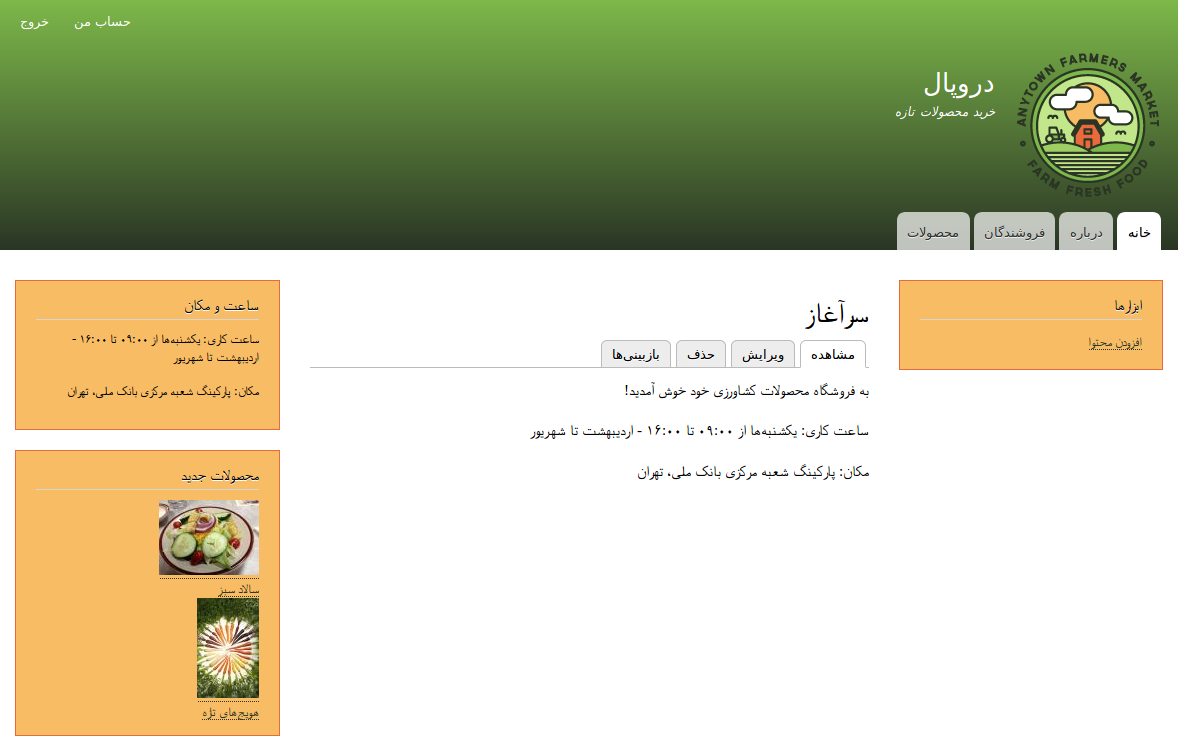 حساب من
خروج
ANYTOWN FARMERS MARKET
FARM FRESH FOOD
دروپال
خرید محصولات تازه
خانه
درباره
فروشندگان
محصولات
ابزارها
افزودن محتوا
سرآغاز
مشاهده
ویرایش
حذف
بازبینی‌ها
به فروشگاه محصولات کشاورزی خود خوش آمدید!
ساعت کاری: یکشنبه‌ها از ۰۹:۰۰ تا ۱۶:۰۰ - اردیبهشت تا شهریور
مکان: پارکینگ شعبه مرکزی بانک ملی، تهران
ساعت و مکان
ساعت کاری: یکشنبه‌ها از ۰۹:۰۰ تا ۱۶:۰۰ -
اردیبهشت تا شهریور
مکان: پارکینگ شعبه مرکزی بانک ملی، تهران
محصولات جدید
سالاد سبز
هویج‌های تازه